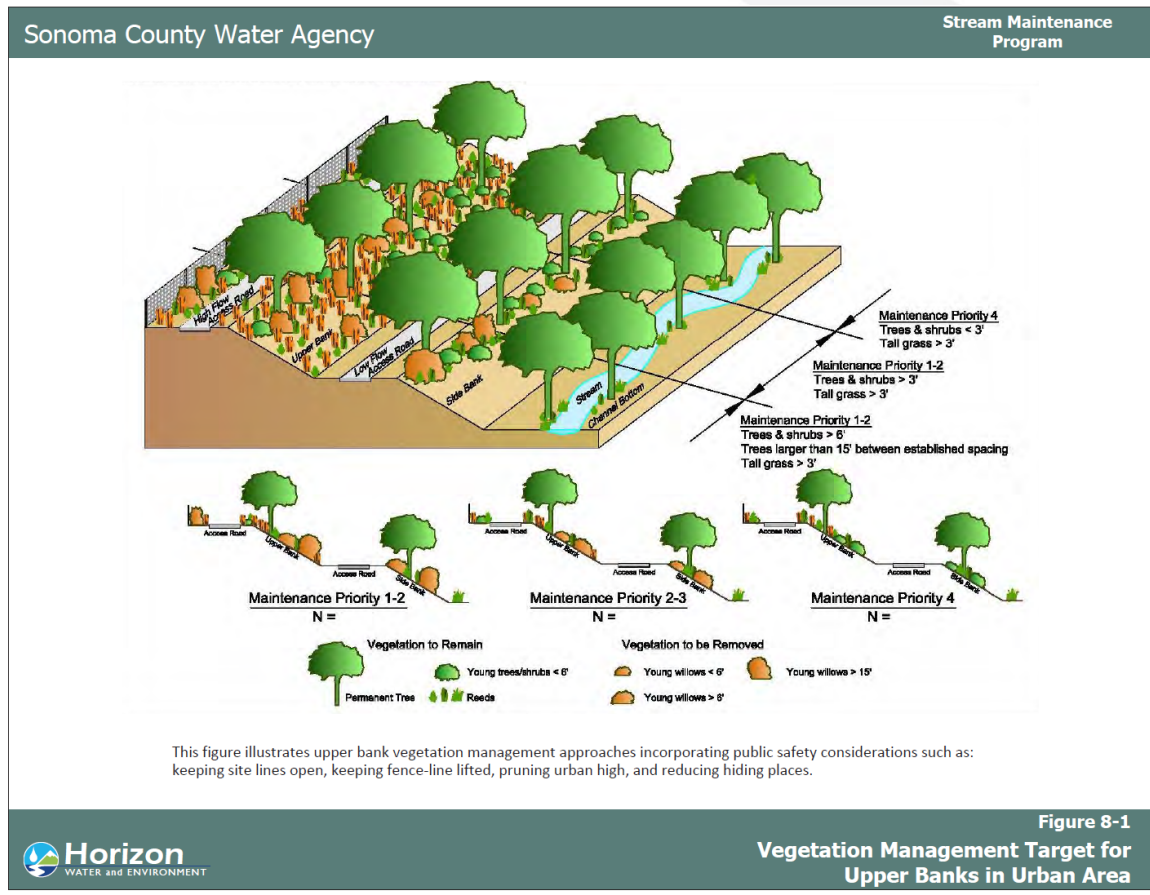 Sonoma County Water Agency
Stream Maintenance
Program
High Flow
Access Road
Upper Bank
Low Flow
Access Road
Side Bank
Stream
Channel Bottom
Maintenance Priority 4
Trees & shrubs < 3'
Tall grass > 3'
Maintenance Priority 1-2
Trees & shrubs > 3'
Tall grass > 3'
Maintenance Priority 1-2
Trees & shrubs > 6'
Trees larger than 15' between established spacing
Tall grass > 3'
Access Road
Upper Bank
Access Road
Side Bank
Maintenance Priority 1-2
N =
Access Road
Upper Bank
Access Road
Side Bank
Maintenance Priority 2-3
N =
Access Road
Upper Bank
Access Road
Side Bank
Maintenance Priority 4
N =
Vegetation to Remain
Permanent Tree
Young trees/shrubs < 6'
Reeds
Vegetation to be Removed
Young willows < 6'
Young willows > 6'
Young willows > 15'
This figure illustrates upper bank vegetation management approaches incorporating public safety considerations such as:
keeping site lines open, keeping fence-line lifted, pruning urban high, and reducing hiding places.
Horizon
WATER and ENVIRONMENT
Figure 8-1
Vegetation Management Target for
Upper Banks in Urban Area